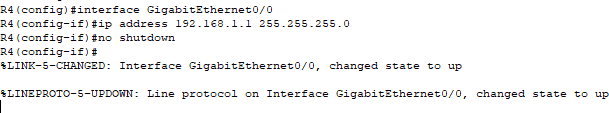 R4(config)#interface GigabitEthernet0/0
R4(config-if)#ip address 192.168.1.1 255.255.255.0
R4(config-if)#no shutdown
R4(config-if)#
%LINK-5-CHANGED: Interface GigabitEthernet0/0, changed state to up
%LINEPROTO-5-UPDOWN: Line protocol on Interface GigabitEthernet0/0, changed state to up